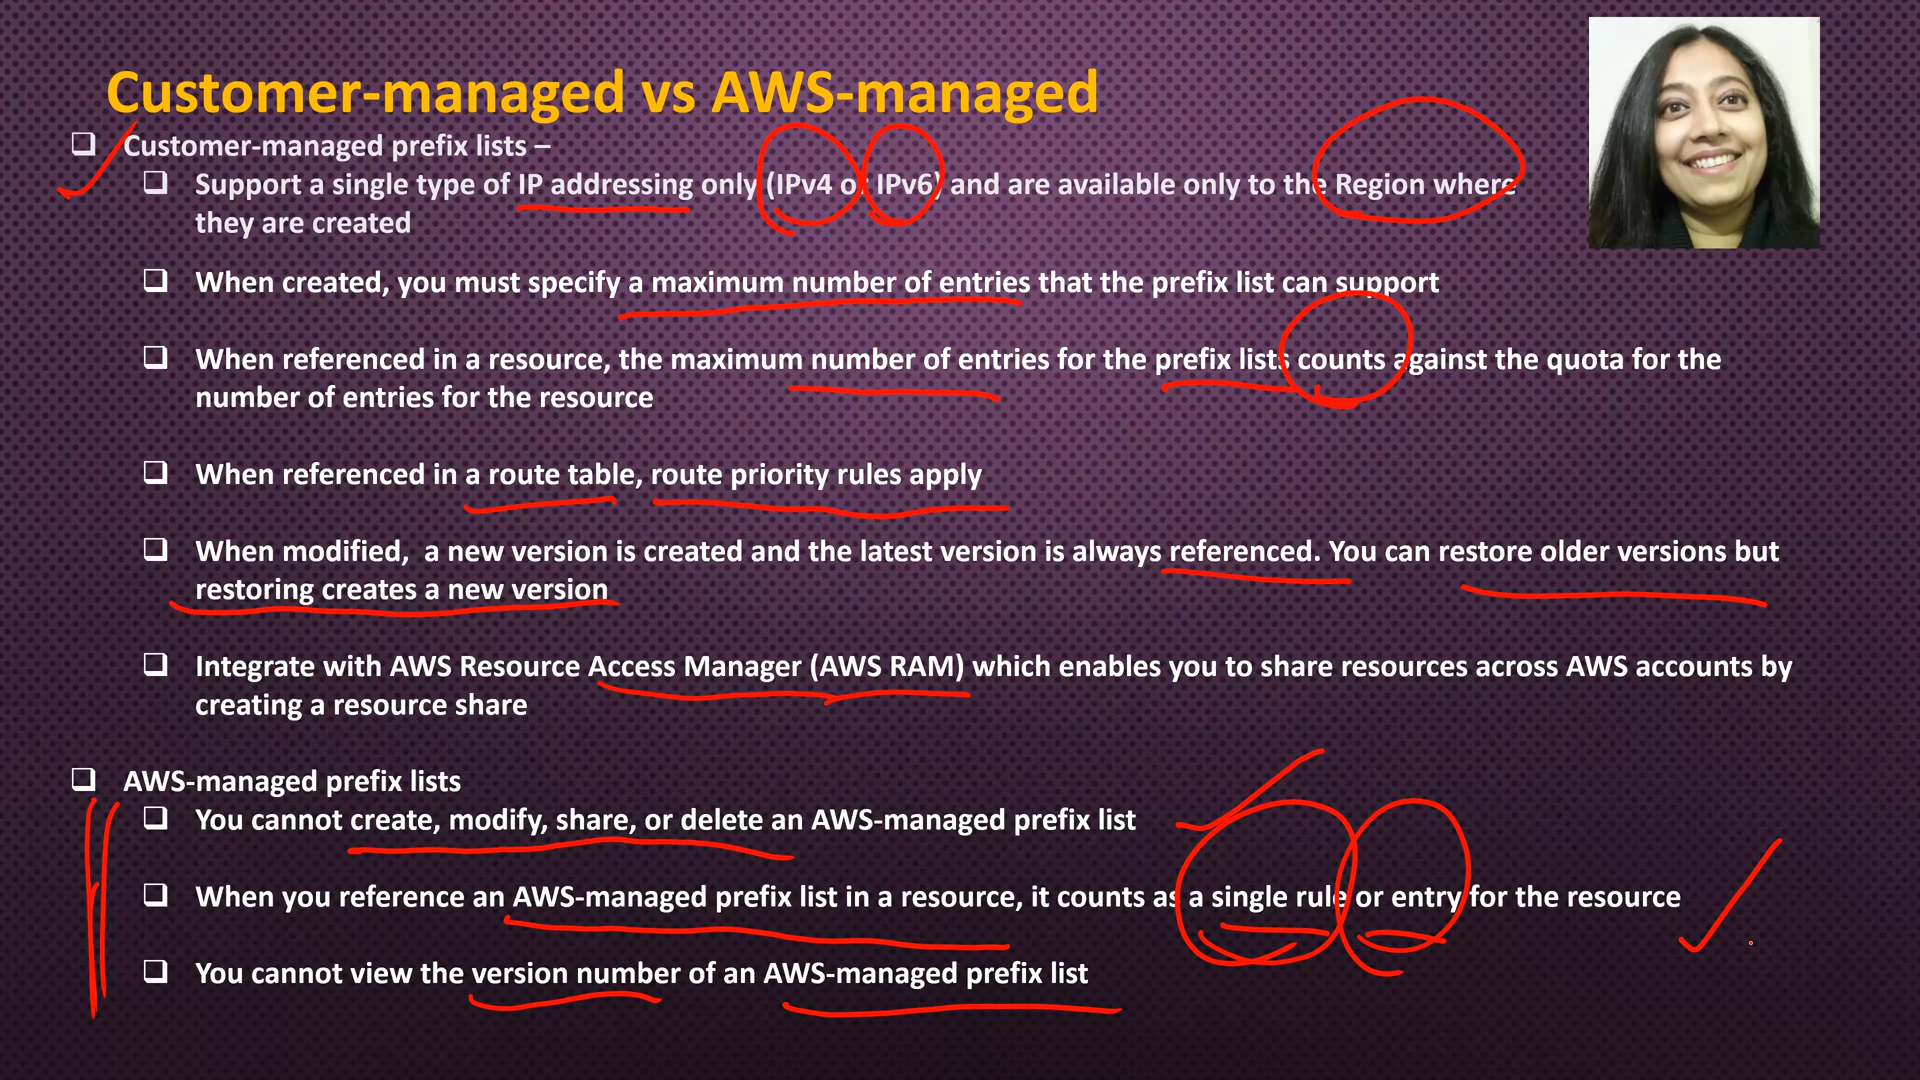 Customer-managed vs AWS-managed
Customer-managed prefix lists –
Support a single type of IP addressing only (IPv4 or IPv6) and are available only to the Region where
they are created
When created, you must specify a maximum number of entries that the prefix list can support
When referenced in a resource, the maximum number of entries for the prefix lists counts against the quota for the
number of entries for the resource
When referenced in a route table, route priority rules apply
When modified,  a new version is created and the latest version is always referenced. You can restore older versions but
restoring creates a new version
Integrate with AWS Resource Access Manager (AWS RAM) which enables you to share resources across AWS accounts by
creating a resource share
AWS-managed prefix lists
You cannot create, modify, share, or delete an AWS-managed prefix list
When you reference an AWS-managed prefix list in a resource, it counts as a single rule or entry for the resource
You cannot view the version number of an AWS-managed prefix list